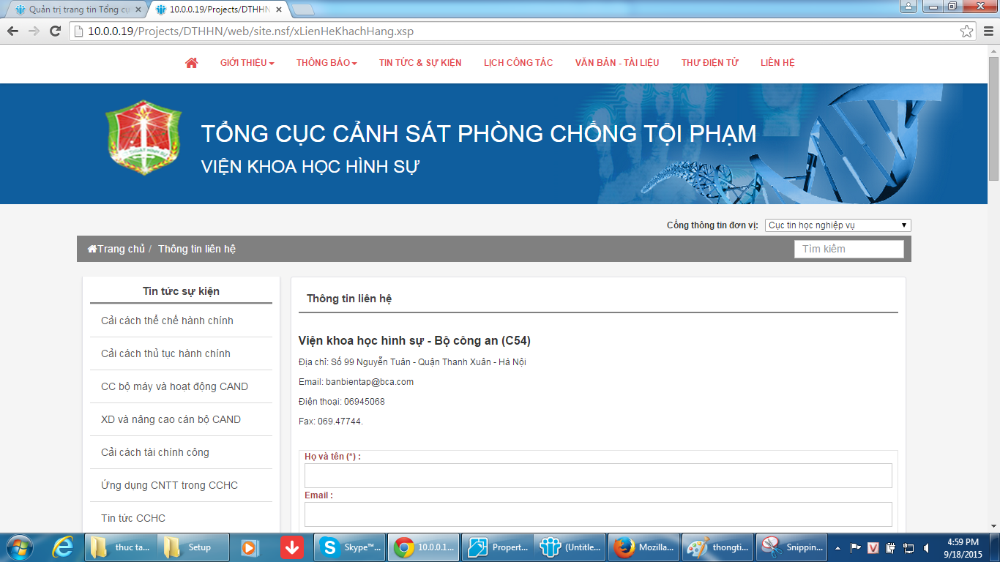 Quản trị trang tin Tổng cụ
10.0.0.19/Projects/DTHHN
10.0.0.19/Projects/DTHHN/web/site.nsf/xLienHeKhachHang.xsp
GIỚI THIỆU THÔNG BÁO TIN TỨC & SỰ KIỆN LỊCH CÔNG TÁC VĂN BẢN - TÀI LIỆU THƯ ĐIỆN TỬ LIÊN HỆ
TỔNG CỤC CẢNH SÁT PHÒNG CHỐNG TỘI PHẠM
VIỆN KHOA HỌC HÌNH SỰ
Cổng thông tin đơn vị: Cục tin học nghiệp vụ
Trang chủ / Thông tin liên hệ
Tìm kiếm
Tin tức sự kiện
Cải cách thể chế hành chính
Cải cách thủ tục hành chính
CC bộ máy và hoạt động CAND
XD và nâng cao cán bộ CAND
Cải cách tài chính công
Ứng dụng CNTT trong CCHC
Tin tức CCHC
Thông tin liên hệ
Viện khoa học hình sự - Bộ công an (C54)
Địa chỉ: Số 99 Nguyễn Tuân - Quận Thanh Xuân - Hà Nội
Email: banbientap@bca.com
Điện thoại: 06945068
Fax: 069.47744.
Họ và tên (*) :
Email :
thuc ta... Setup Skype™... 10.0.0.1... Propert... (Untitle... Mozilla... thongti... Snippin...
4:59 PM
9/18/2015